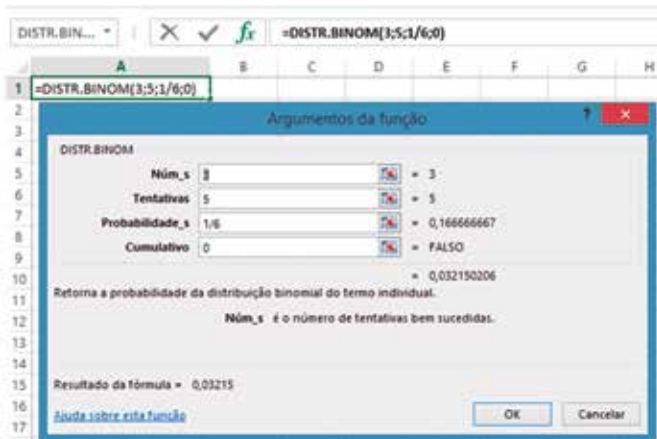 DISTR.BIN... fx =DISTR.BINOM(3;5;1/6;0)
A B C D E F G H
1 =DISTR.BINOM(3;5;1/6;0)
2
Argumentos da função ? ×
3
4 DISTR.BINOM
5 Núm_s 3 = 3
6 Tentativas 5 = 5
7 Probabilidade_s 1/6 = 0,166666667
8 Cumulativo 0 = FALSO
9
10 = 0,032150206
11 Retorna a probabilidade da distribuição binomial do termo individual.
12 Núm_s é o número de tentativas bem sucedidas.
13
14
15 Resultado da fórmula = 0,03215
16 Ajuda sobre esta função OK Cancelar
17